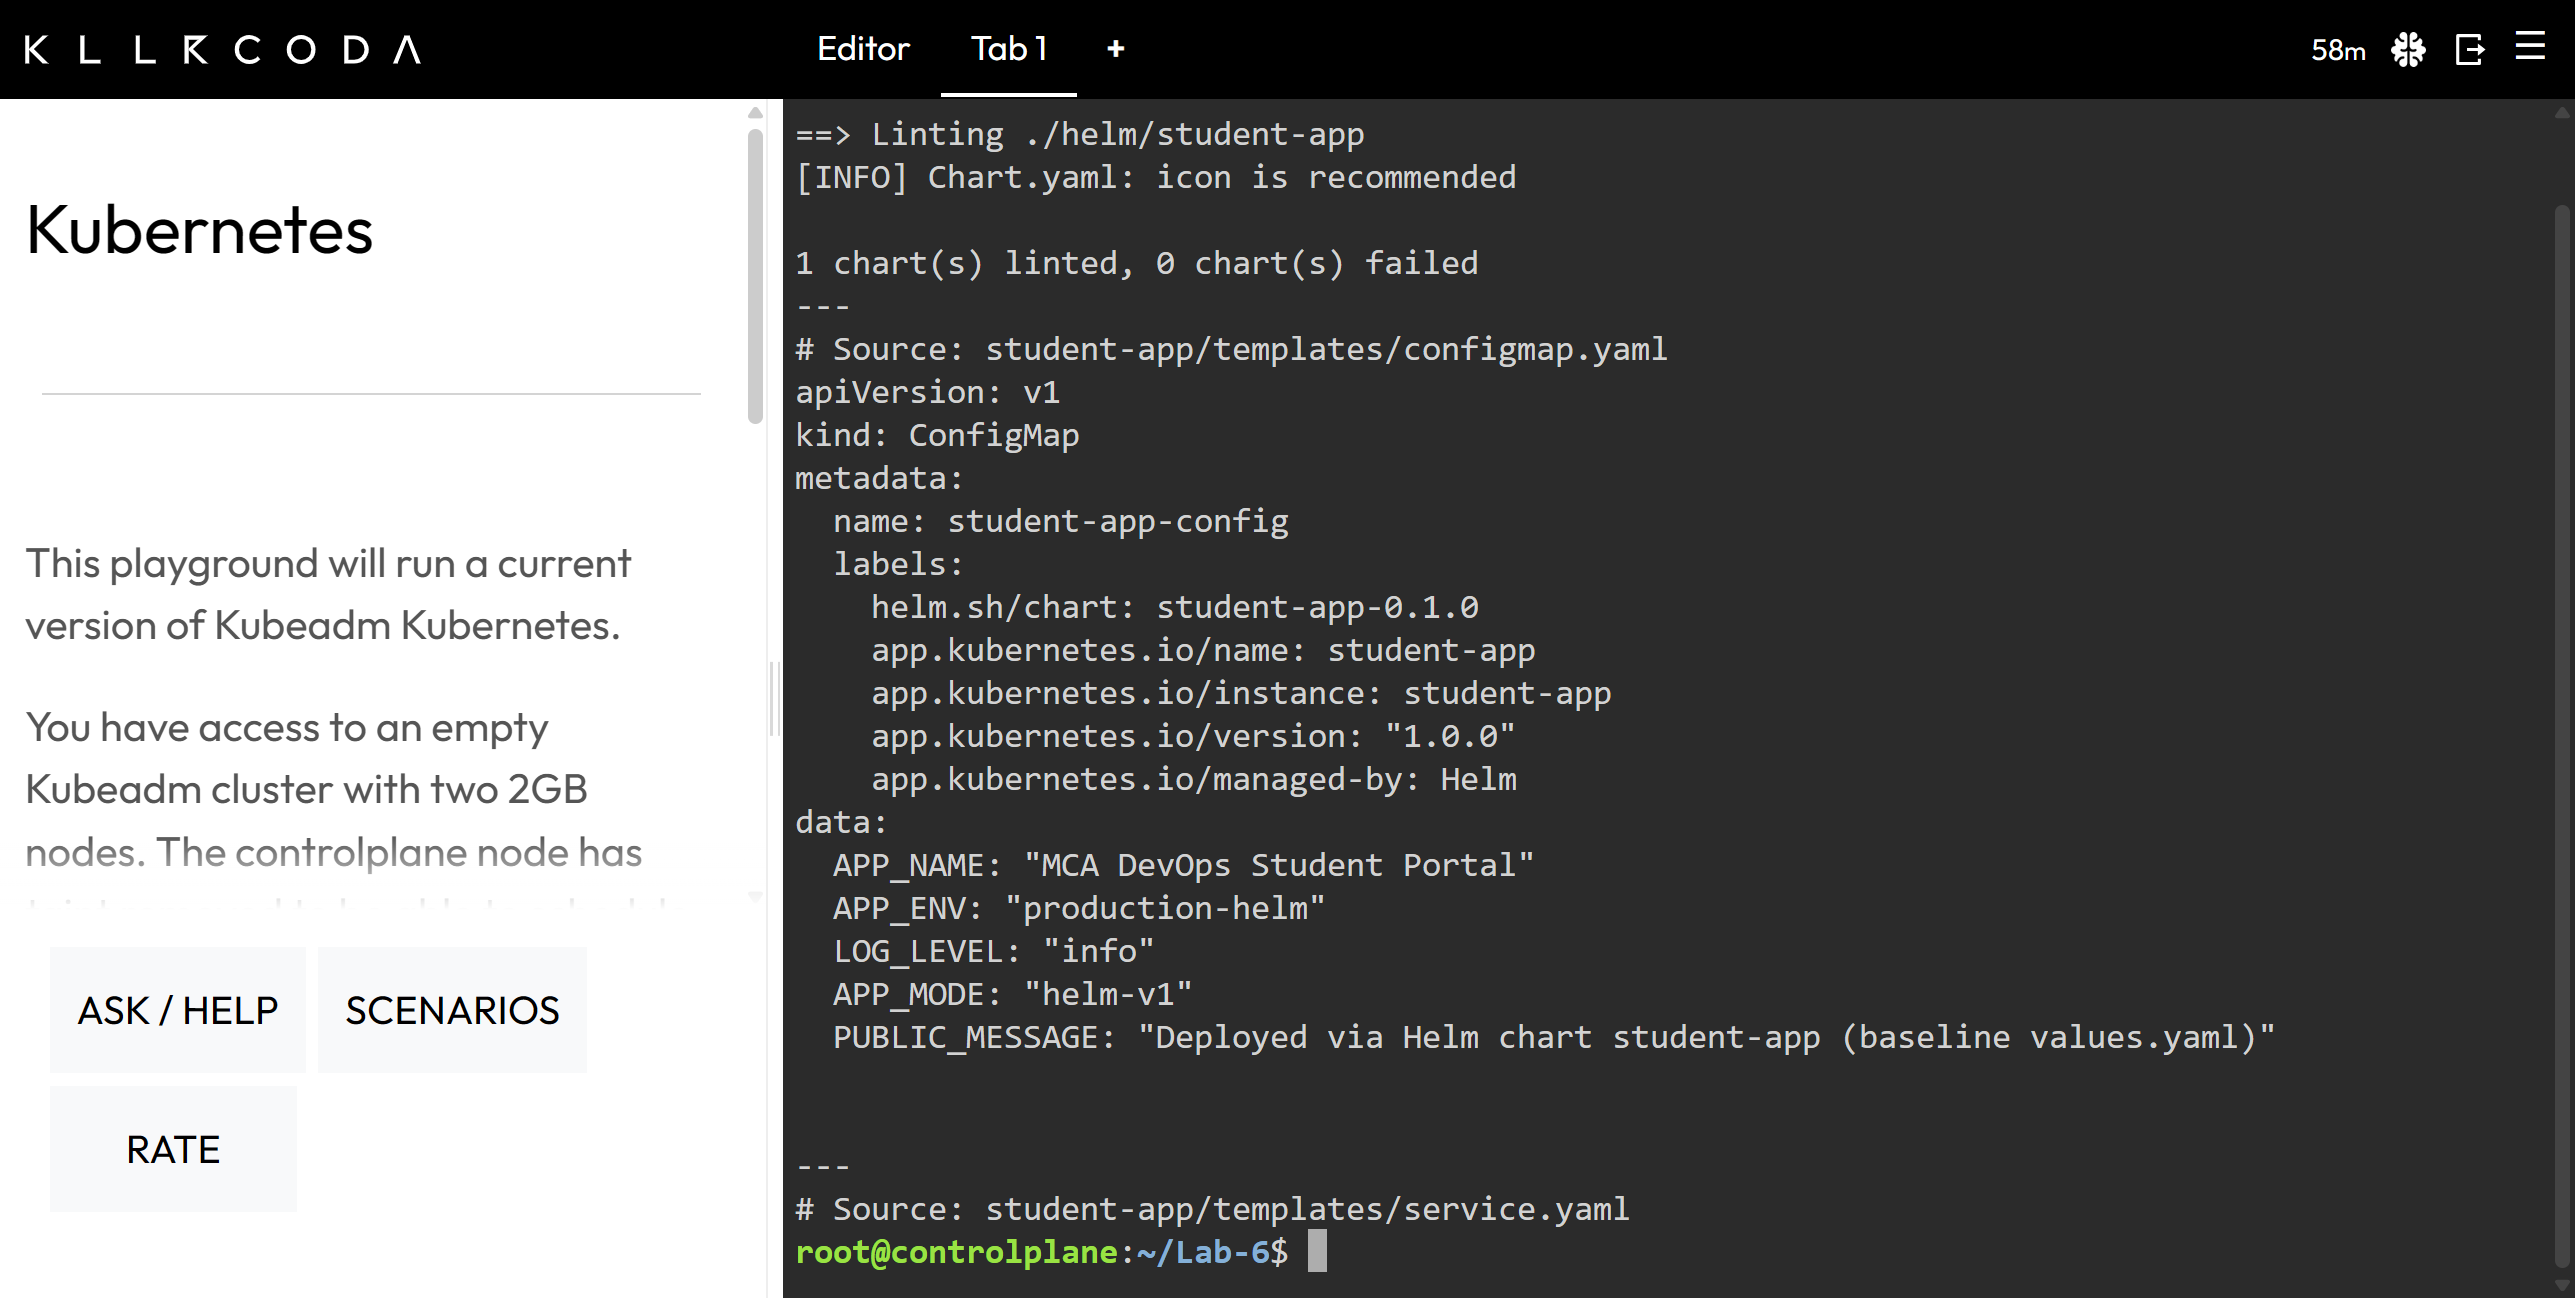 KLLRCODA
Editor
Tab 1
+
58m
Kubernetes
This playground will run a current
version of Kubeadm Kubernetes.
You have access to an empty
Kubeadm cluster with two 2GB
nodes. The controlplane node has
ASK / HELP
SCENARIOS
RATE
==> Linting ./helm/student-app
[INFO] Chart.yaml: icon is recommended
1 chart(s) linted, 0 chart(s) failed
---
# Source: student-app/templates/configmap.yaml
apiVersion: v1
kind: ConfigMap
metadata:
  name: student-app-config
  labels:
    helm.sh/chart: student-app-0.1.0
    app.kubernetes.io/name: student-app
    app.kubernetes.io/instance: student-app
    app.kubernetes.io/version: "1.0.0"
    app.kubernetes.io/managed-by: Helm
data:
  APP_NAME: "MCA DevOps Student Portal"
  APP_ENV: "production-helm"
  LOG_LEVEL: "info"
  APP_MODE: "helm-v1"
  PUBLIC_MESSAGE: "Deployed via Helm chart student-app (baseline values.yaml)"
---
# Source: student-app/templates/service.yaml
root@controlplane:~/Lab-6$